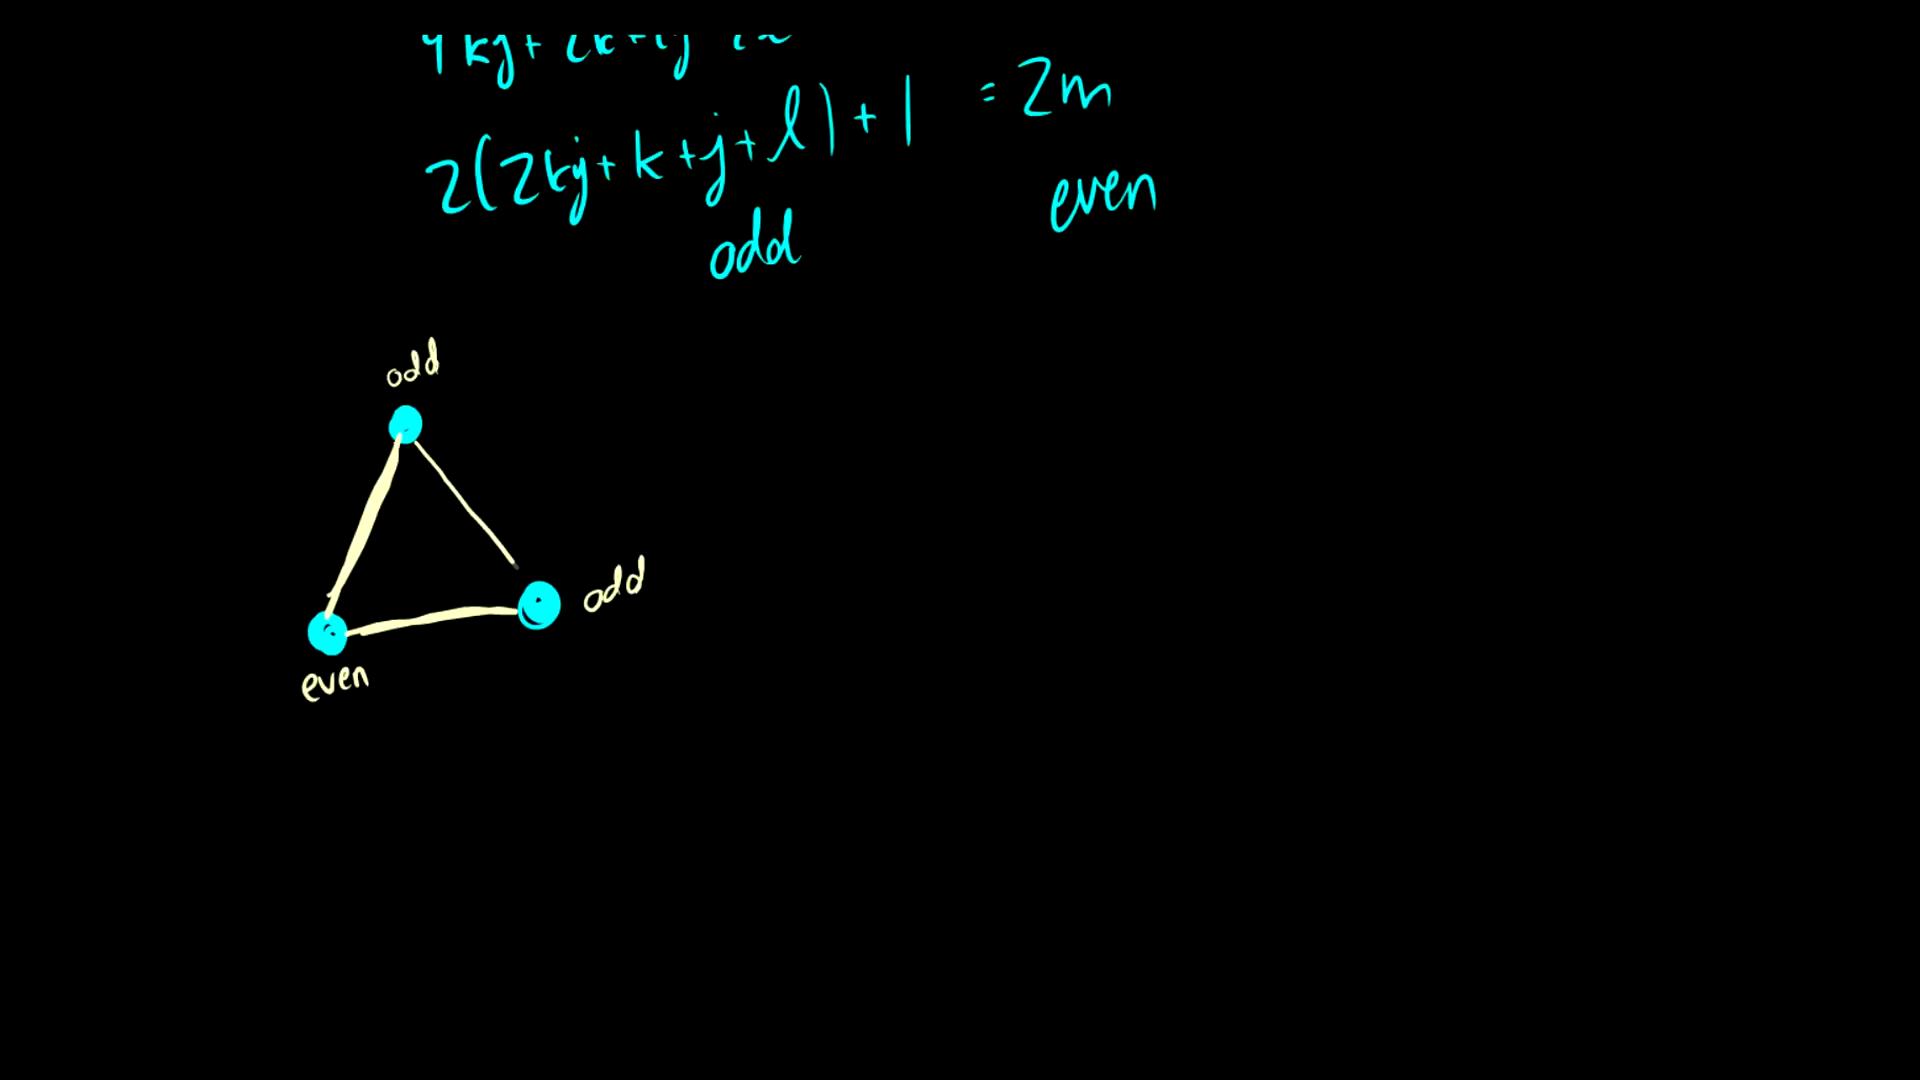 2(2kj+k+j+l)+1 = 2m
odd even
odd
odd
even